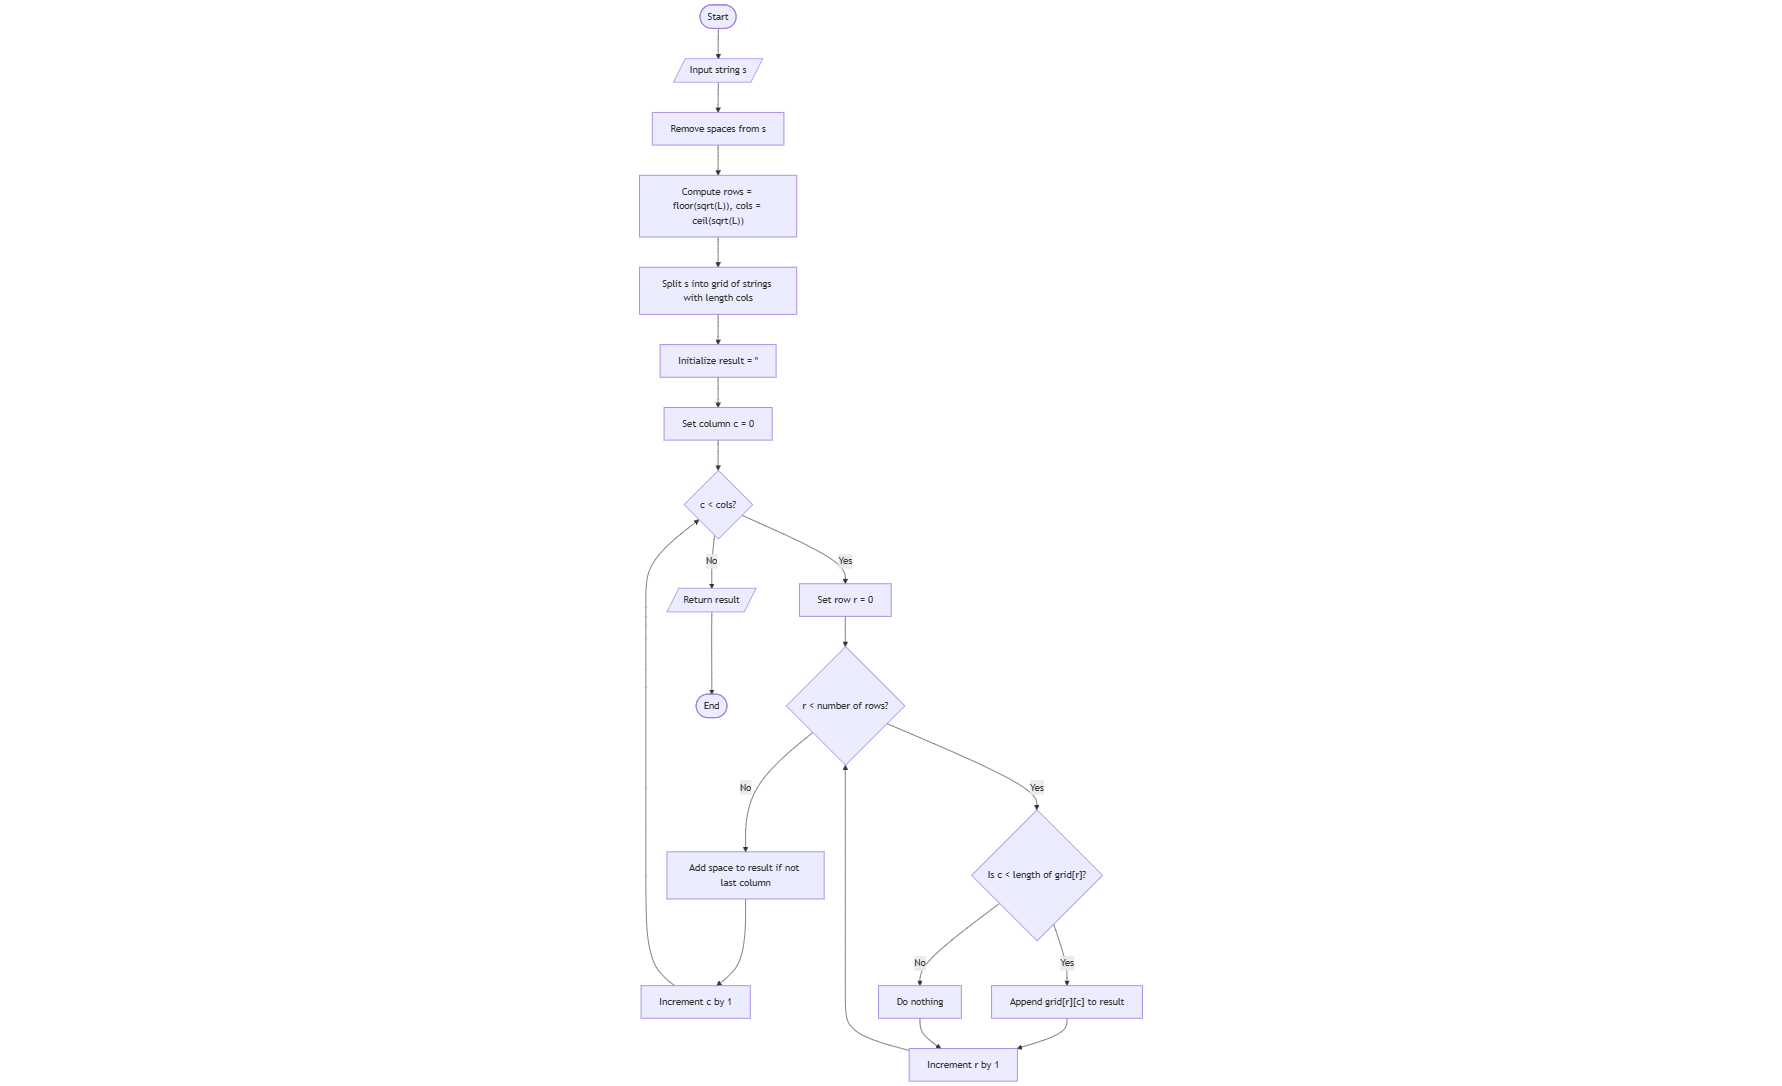 Start
Input string s
Remove spaces from s
Compute rows =
floor(sqrt(L)), cols =
ceil(sqrt(L))
Split s into grid of strings
with length cols
Initialize result = "
Set column c = 0
c < cols?
No
Yes
Return result
Set row r = 0
End
r < number of rows?
No
Yes
Add space to result if not
last column
Is c < length of grid[r]?
No
Yes
Increment c by 1
Do nothing
Append grid[r][c] to result
Increment r by 1